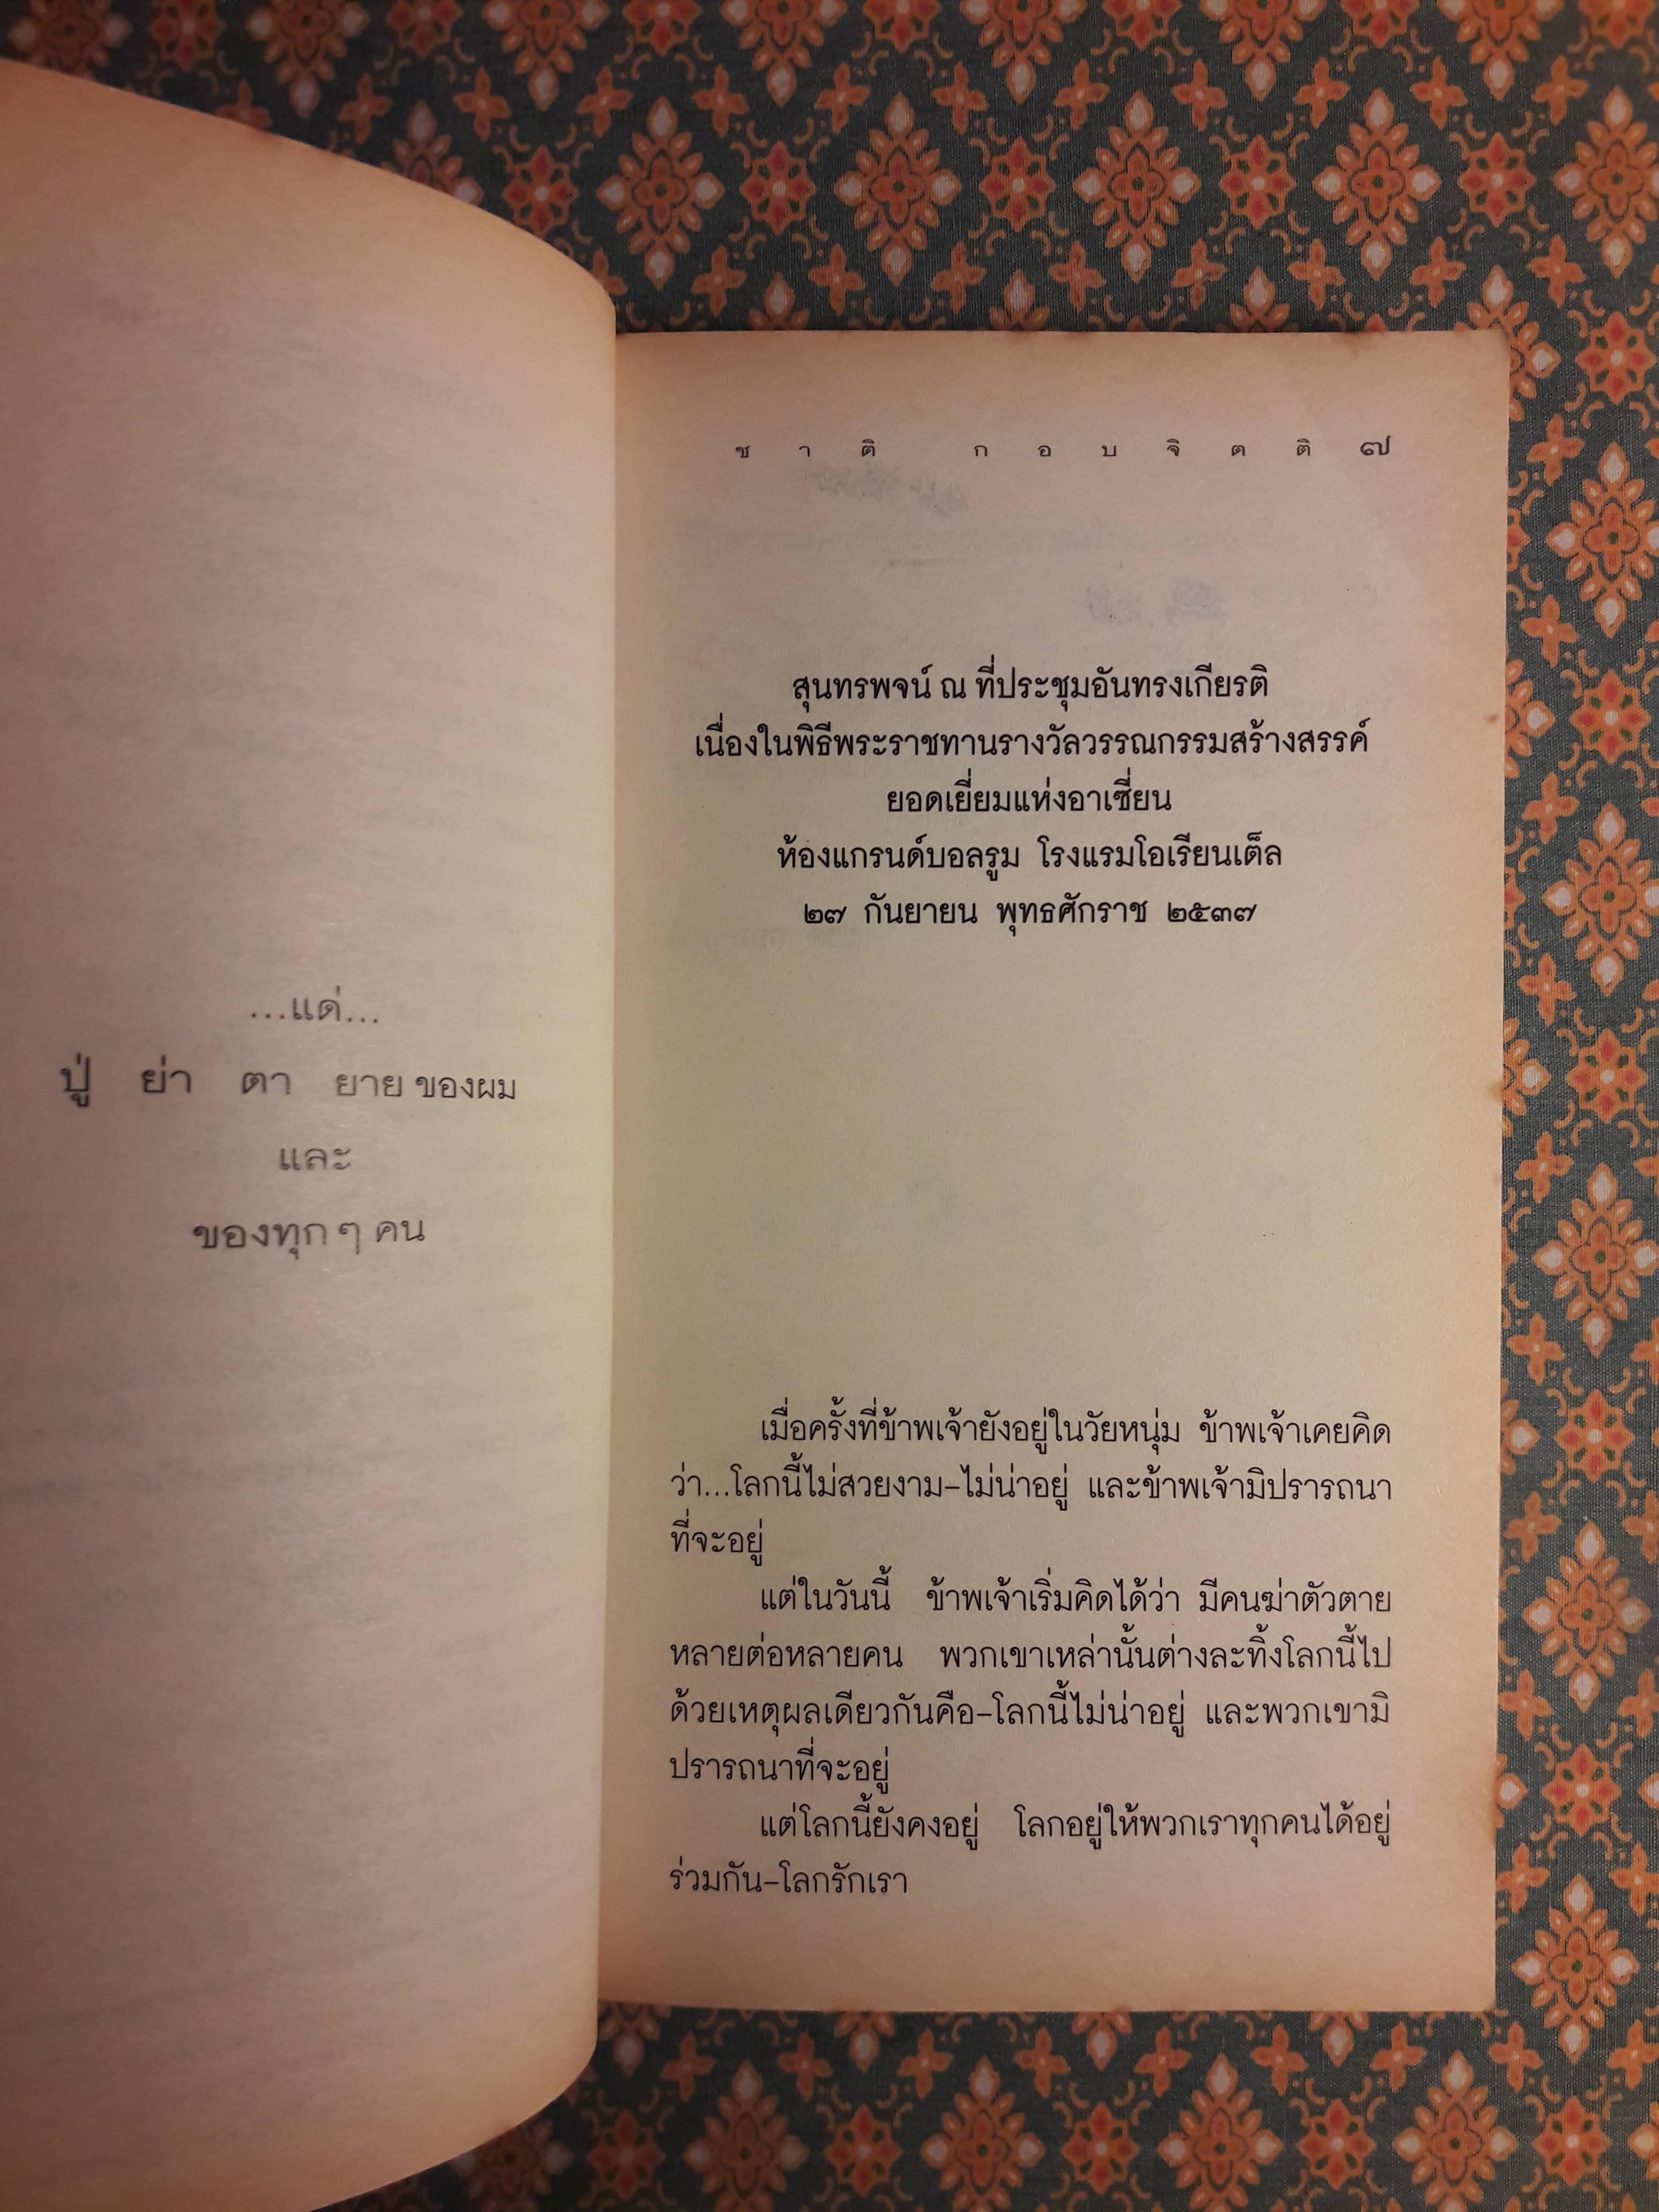 ...แด่...
ปู่ ย่า ตา ยาย ของผม
และ
ของทุก ๆ คน
ชาติ กอบจิตติ ๗
สุนทรพจน์ ณ ที่ประชุมอันทรงเกียรติ
เนื่องในพิธีพระราชทานรางวัลวรรณกรรมสร้างสรรค์
ยอดเยี่ยมแห่งอาเซี่ยน
ห้องแกรนด์บอลรูม โรงแรมโอเรียนเต็ล
๒๗ กันยายน พุทธศักราช ๒๕๓๗
เมื่อครั้งที่ข้าพเจ้ายังอยู่ในวัยหนุ่ม ข้าพเจ้าเคยคิด
ว่า...โลกนี้ไม่สวยงาม-ไม่น่าอยู่ และข้าพเจ้ามิปรารถนา
ที่จะอยู่
แต่ในวันนี้ ข้าพเจ้าเริ่มคิดได้ว่า มีคนฆ่าตัวตาย
หลายต่อหลายคน พวกเขาเหล่านั้นต่างละทิ้งโลกนี้ไป
ด้วยเหตุผลเดียวกันคือ-โลกนี้ไม่น่าอยู่ และพวกเขามิ
ปรารถนาที่จะอยู่
แต่โลกนี้ยังคงอยู่ โลกอยู่ให้พวกเราทุกคนได้อยู่
ร่วมกัน-โลกรักเรา